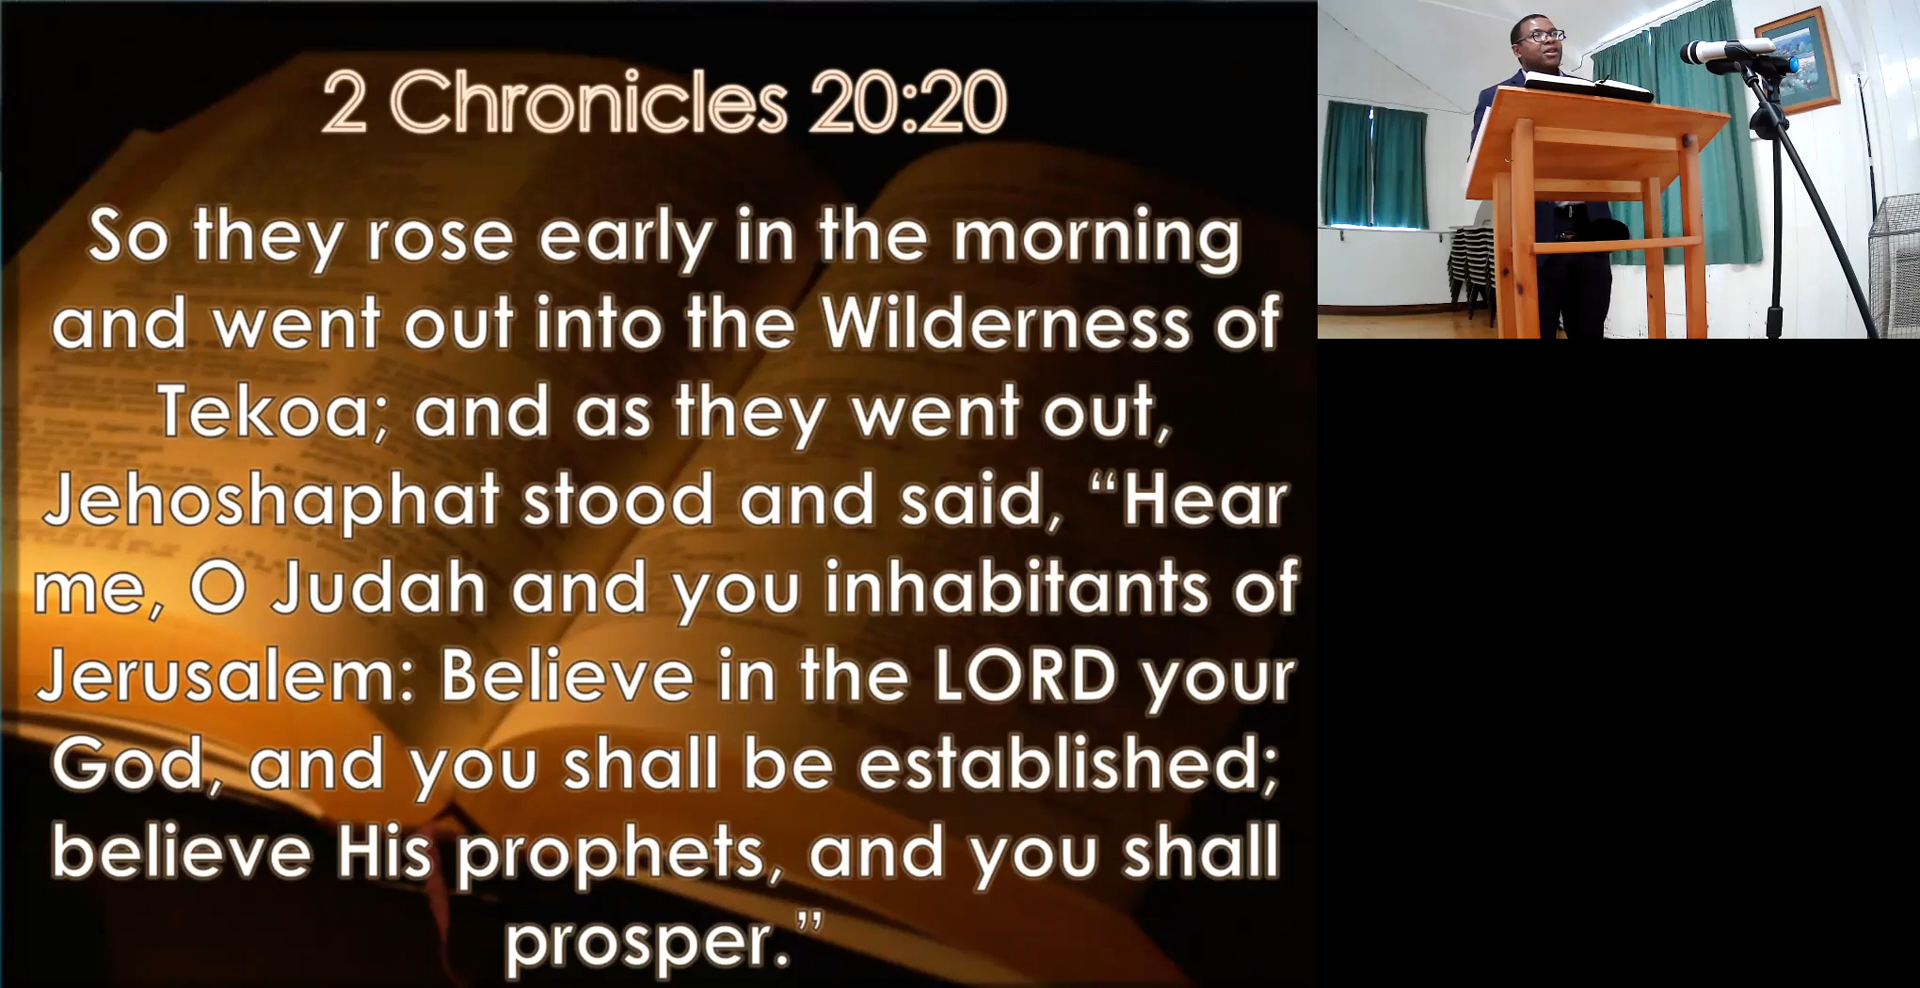 2 Chronicles 20:20
So they rose early in the morning
and went out into the Wilderness of
Tekoa; and as they went out,
Jehoshaphat stood and said, “Hear
me, O Judah and you inhabitants of
Jerusalem: Believe in the LORD your
God, and you shall be established;
believe His prophets, and you shall
prosper.”